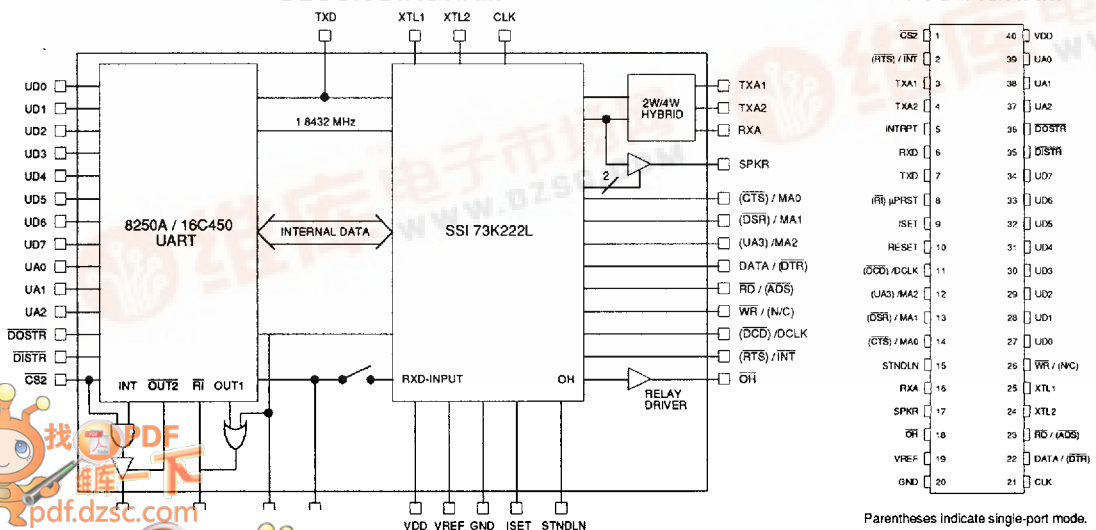 TXD XTL1 XTL2 CLK
UD0
UD1
UD2
UD3
UD4
UD5
UD6
UD7
UA0
UA1
UA2
DOSTR
DISTR
CS2
8250A / 16C450
UART
INT OUT2 RI OUT1
1.8432 MHz
INTERNAL DATA
SSI 73K222L
RXD-INPUT
OH
2W/4W
HYBRID
2
RELAY
DRIVER
TXA1
TXA2
RXA
SPKR
(CTS) / MA0
(DSR) / MA1
(UA3) / MA2
DATA / (DTR)
RD / (ADS)
WR / (N/C)
(DCD) /DCLK
(RTS) / INT
OH
VDD VREF GND ISET STNDLN
CS2 1 40 VDD
(RTS) / INT 2 39 UA0
TXA1 3 38 UA1
TXA2 4 37 UA2
INTRPT 5 36 DOSTR
RXD 6 35 DISTR
TXD 7 34 UD7
(RI) µPRST 8 33 UD6
ISET 9 32 UD5
RESET 10 31 UD4
(DCD) /DCLK 11 30 UD3
(UA3) / MA2 12 29 UD2
(DSR) / MA1 13 28 UD1
(CTS) / MA0 14 27 UD0
STNDLN 15 26 WR / (N/C)
RXA 16 25 XTL1
SPKR 17 24 XTL2
OH 18 23 RD / (ADS)
VREF 19 22 DATA / (DTR)
GND 20 21 CLK
Parentheses indicate single-port mode.
维库电子市场网
WWW.DZSC.COM
找 PDF
维库一下
pdf.dzsc.com